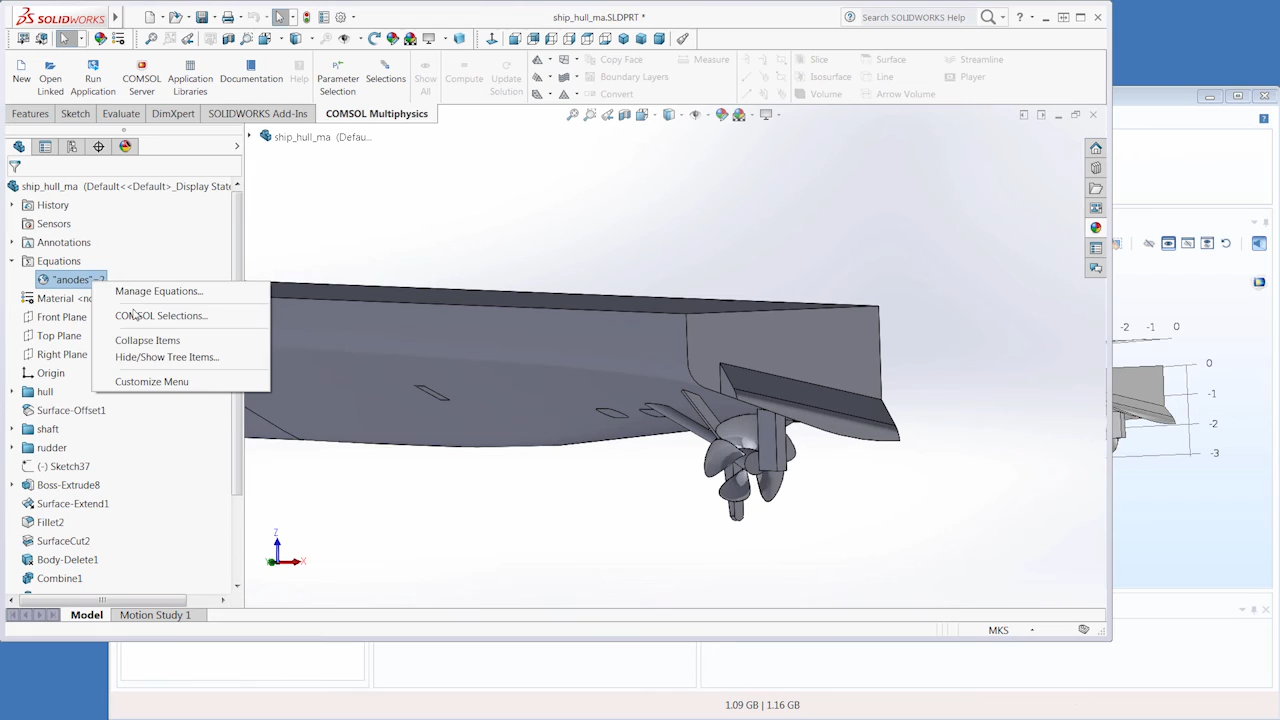 SOLIDWORKS
ship_hull_ma.SLDPRT *
Search SOLIDWORKS Help
New
Open Linked
Run Application
COMSOL Server
Application Libraries
Documentation
Help
Parameter Selection
Selections
Show All
Compute
Update Solution
Copy Face
Boundary Layers
Convert
Measure
Slice
Isosurface
Volume
Surface
Line
Arrow Volume
Streamline
Player
Features
Sketch
Evaluate
DimXpert
SOLIDWORKS Add-Ins
COMSOL Multiphysics
ship_hull_ma (Defau...
ship_hull_ma (Default<<Default>_Display State
History
Sensors
Annotations
Equations
"anodes"=2
Material <no
Front Plane
Top Plane
Right Plane
Origin
hull
Surface-Offset1
shaft
rudder
(-) Sketch37
Boss-Extrude8
Surface-Extend1
Fillet2
SurfaceCut2
Body-Delete1
Combine1
Manage Equations...
COMSOL Selections...
Collapse Items
Hide/Show Tree Items...
Customize Menu
Z
X
-2 -1 0
0
-1
-2
-3
Model
Motion Study 1
MKS
1.09 GB | 1.16 GB